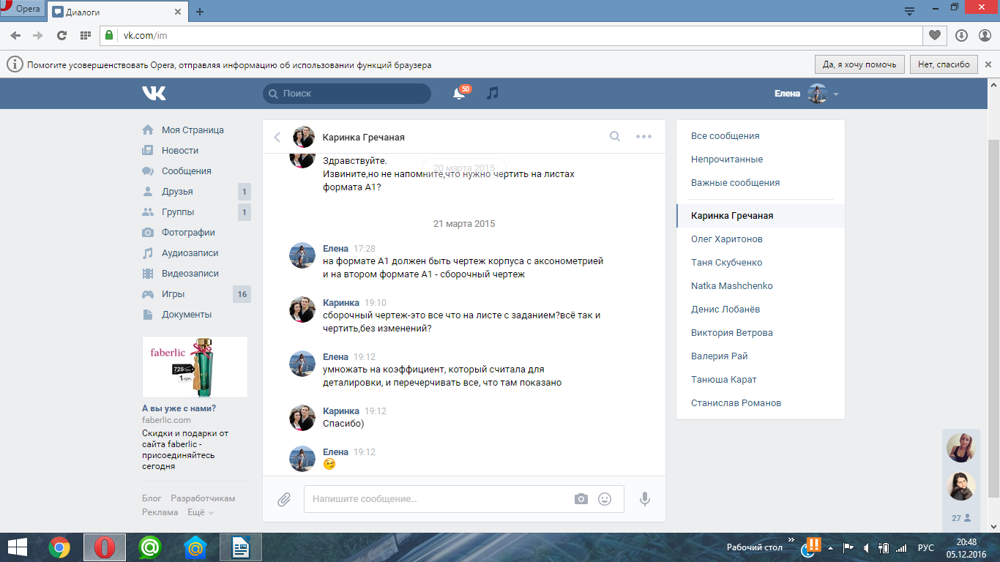 Opera
Диалоги
vk.com/im
Помогите усовершенствовать Opera, отправляя информацию об использовании функций браузера
Да, я хочу помочь
Нет, спасибо
Поиск
50
Елена
Моя Страница
Новости
Сообщения
Друзья 1
Группы 1
Фотографии
Аудиозаписи
Видеозаписи
Игры 16
Документы
faberlic
725 грн.
1 грн.
А вы уже с нами?
faberlic.com
Скидки и подарки от
сайта faberlic -
присоединяйтесь
сегодня
Блог Разработчикам
Реклама Ещё
Каринка Гречаная
20 марта 2015
Здравствуйте.
Извините,но не напомните,что нужно чертить на листах
формата А1?
21 марта 2015
Елена 17:28
на формате А1 должен быть чертеж корпуса с аксонометрией
и на втором формате А1 - сборочный чертеж
Каринка 19:10
сборочный чертеж-это все что на листе с заданием?всё так и
чертить,без изменений?
Елена 19:12
умножать на коэффициент, который считала для
деталировки, и перечерчивать все, что там показано
Каринка 19:12
Спасибо)
Елена 19:12
Напишите сообщение...
Все сообщения
Непрочитанные
Важные сообщения
Каринка Гречаная
Олег Харитонов
Таня Скубченко
Natka Mashchenko
Денис Лобанёв
Виктория Ветрова
Валерия Рай
Танюша Карат
Станислав Романов
27
Рабочий стол
РУС
20:48
05.12.2016